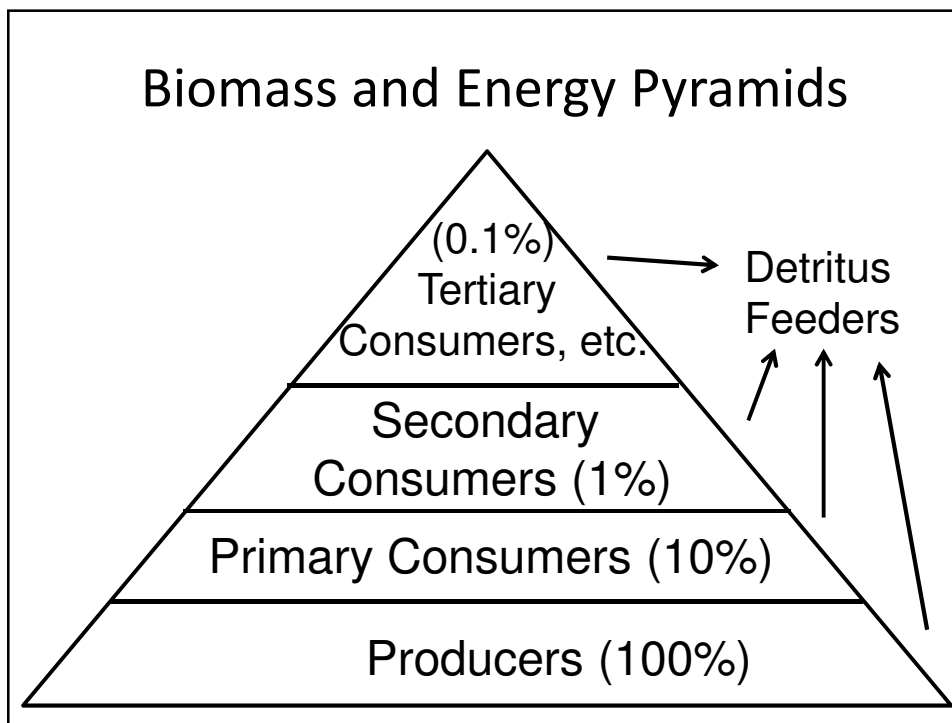 Biomass and Energy Pyramids
(0.1%)
Tertiary
Consumers, etc.
Detritus
Feeders
Secondary
Consumers (1%)
Primary Consumers (10%)
Producers (100%)